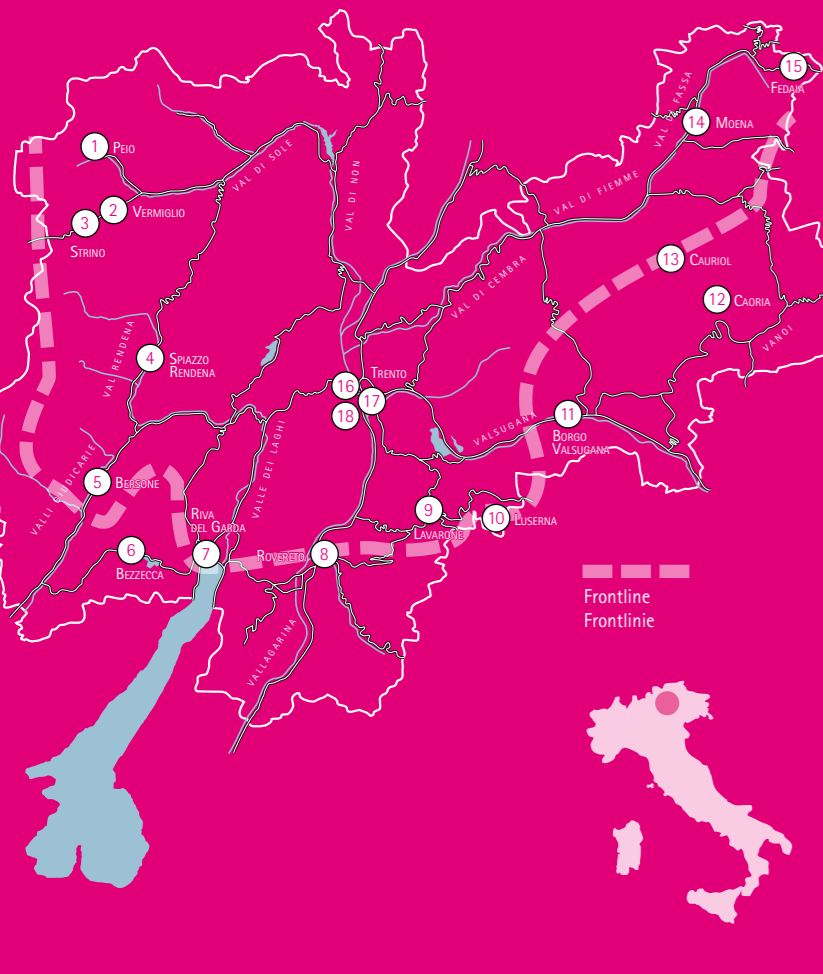 15
FEDAIA
VAL DI FASSA
14 MOENA
1 PEIO
VAL DI SOLE
VAL DI NON
VAL DI FIEMME
3
2 VERMIGLIO
STRINO
13 CAURIOL
VAL DI CEMBRA
12 CAORIA
VANOI
4 SPIAZZO
RENDENA
VAL RENDENA
TRENTO
16
17
18
11
BORGO
VALSUGANA
VALSUGANA
VALLE DEI LAGHI
VALLI GIUDICARIE
5 BERSONE
RIVA
DEL GARDA
9
LAVARONE
10 LUSERNA
6
BEZZECCA
7
ROVERETO 8
VALLAGARINA
Frontline
Frontlinie